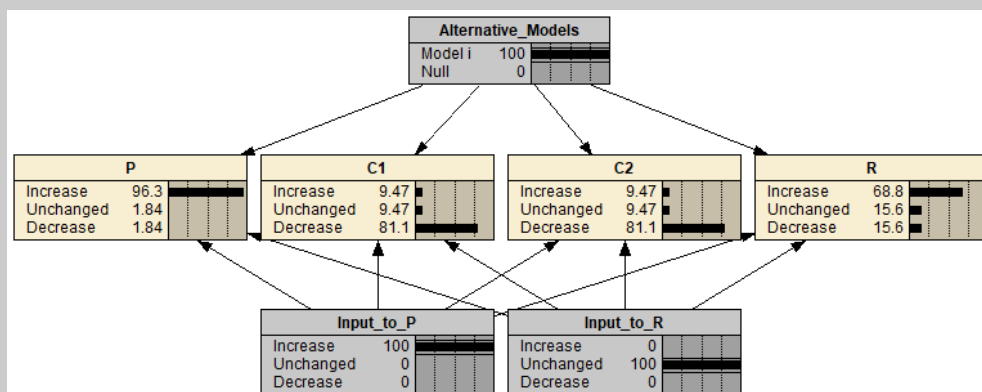 Alternative_Models
Model i 100
Null 0
P
Increase 96.3
Unchanged 1.84
Decrease 1.84
C1
Increase 9.47
Unchanged 9.47
Decrease 81.1
C2
Increase 9.47
Unchanged 9.47
Decrease 81.1
R
Increase 68.8
Unchanged 15.6
Decrease 15.6
Input_to_P
Increase 100
Unchanged 0
Decrease 0
Input_to_R
Increase 0
Unchanged 100
Decrease 0